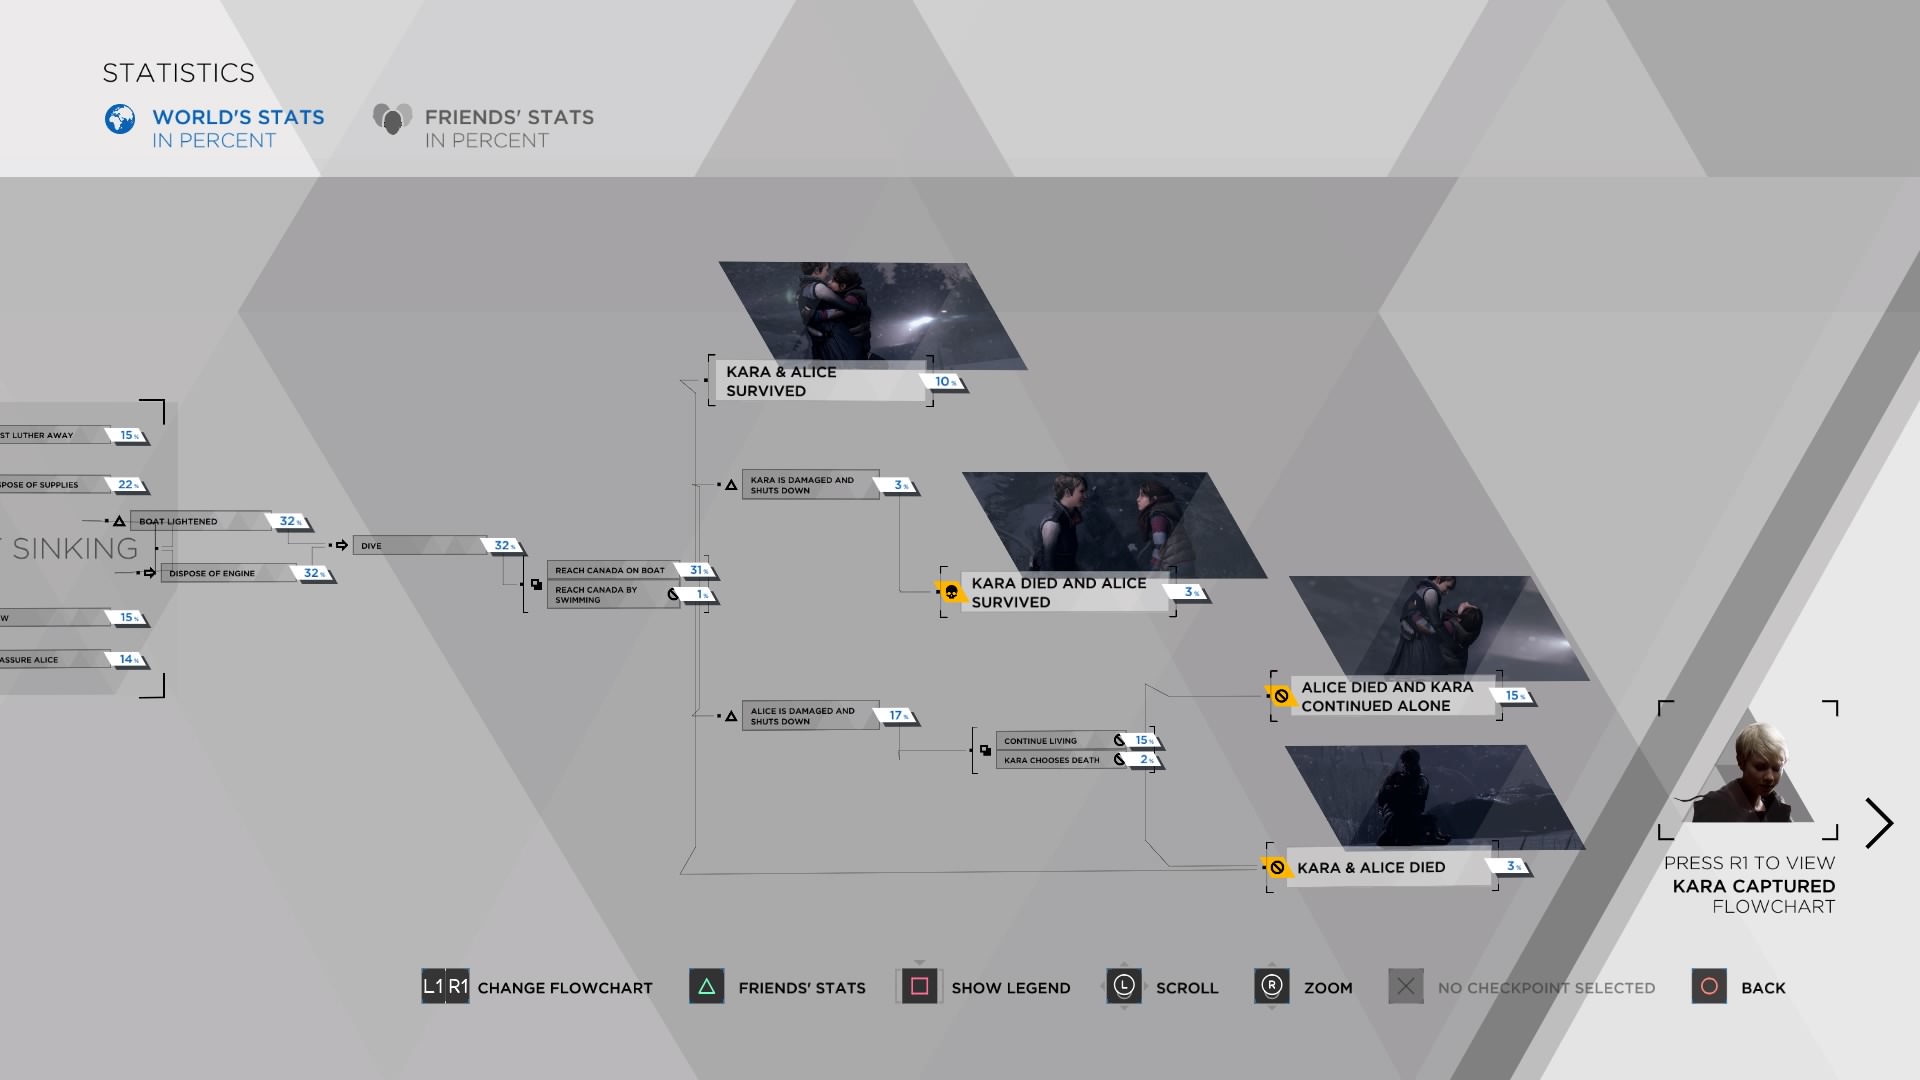 STATISTICS
WORLD'S STATS
IN PERCENT
FRIENDS' STATS
IN PERCENT
KARA & ALICE
SURVIVED
10%
ST LUTHER AWAY
15%
SPOSE OF SUPPLIES
22%
BOAT LIGHTENED
32%
SINKING
DISPOSE OF ENGINE
32%
W
15%
ASSURE ALICE
14%
DIVE
32%
REACH CANADA ON BOAT
31%
REACH CANADA BY
SWIMMING
1%
KARA IS DAMAGED AND
SHUTS DOWN
3%
KARA DIED AND ALICE
SURVIVED
3%
ALICE IS DAMAGED AND
SHUTS DOWN
17%
CONTINUE LIVING
15%
KARA CHOOSES DEATH
2%
ALICE DIED AND KARA
CONTINUED ALONE
15%
KARA & ALICE DIED
3%
PRESS R1 TO VIEW
KARA CAPTURED
FLOWCHART
L1 R1 CHANGE FLOWCHART
FRIENDS' STATS
SHOW LEGEND
L SCROLL
R ZOOM
NO CHECKPOINT SELECTED
BACK